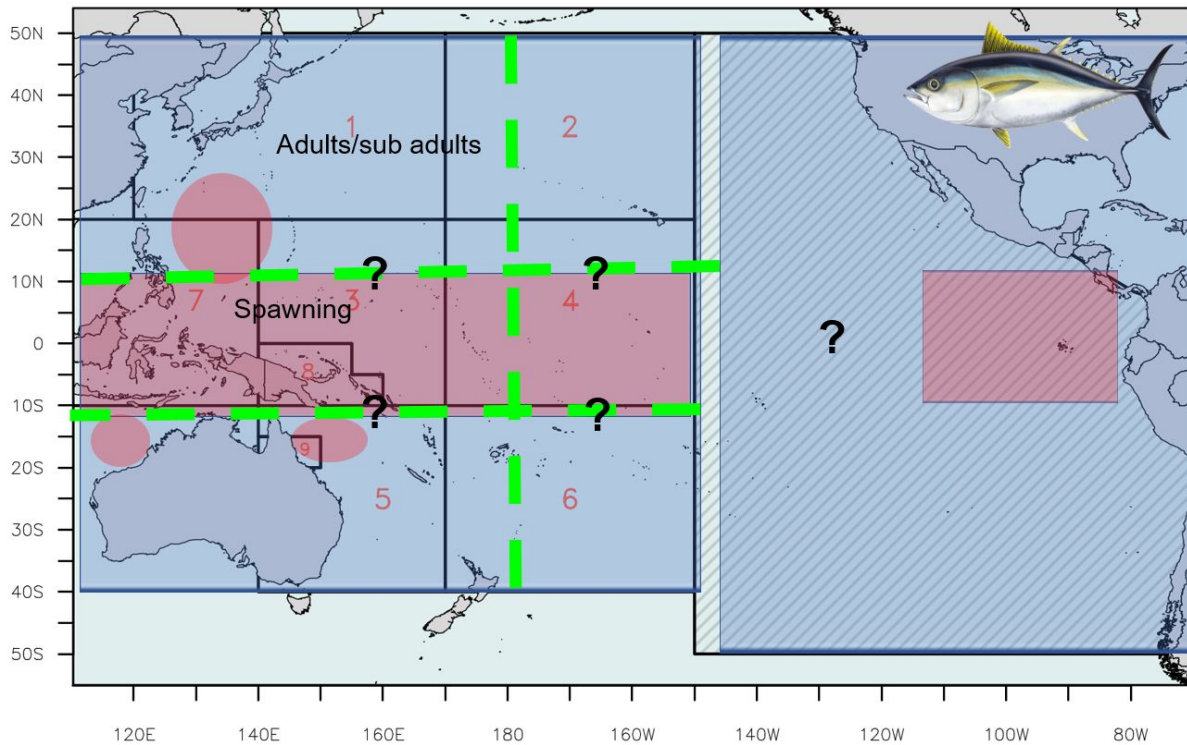 50N
40N
30N
20N
10N
0
10S
20S
30S
40S
50S
1
2
Adults/sub adults
?
?
7
3
4
Spawning
?
8
?
?
9
5
6
120E
140E
160E
180
160W
140W
120W
100W
80W